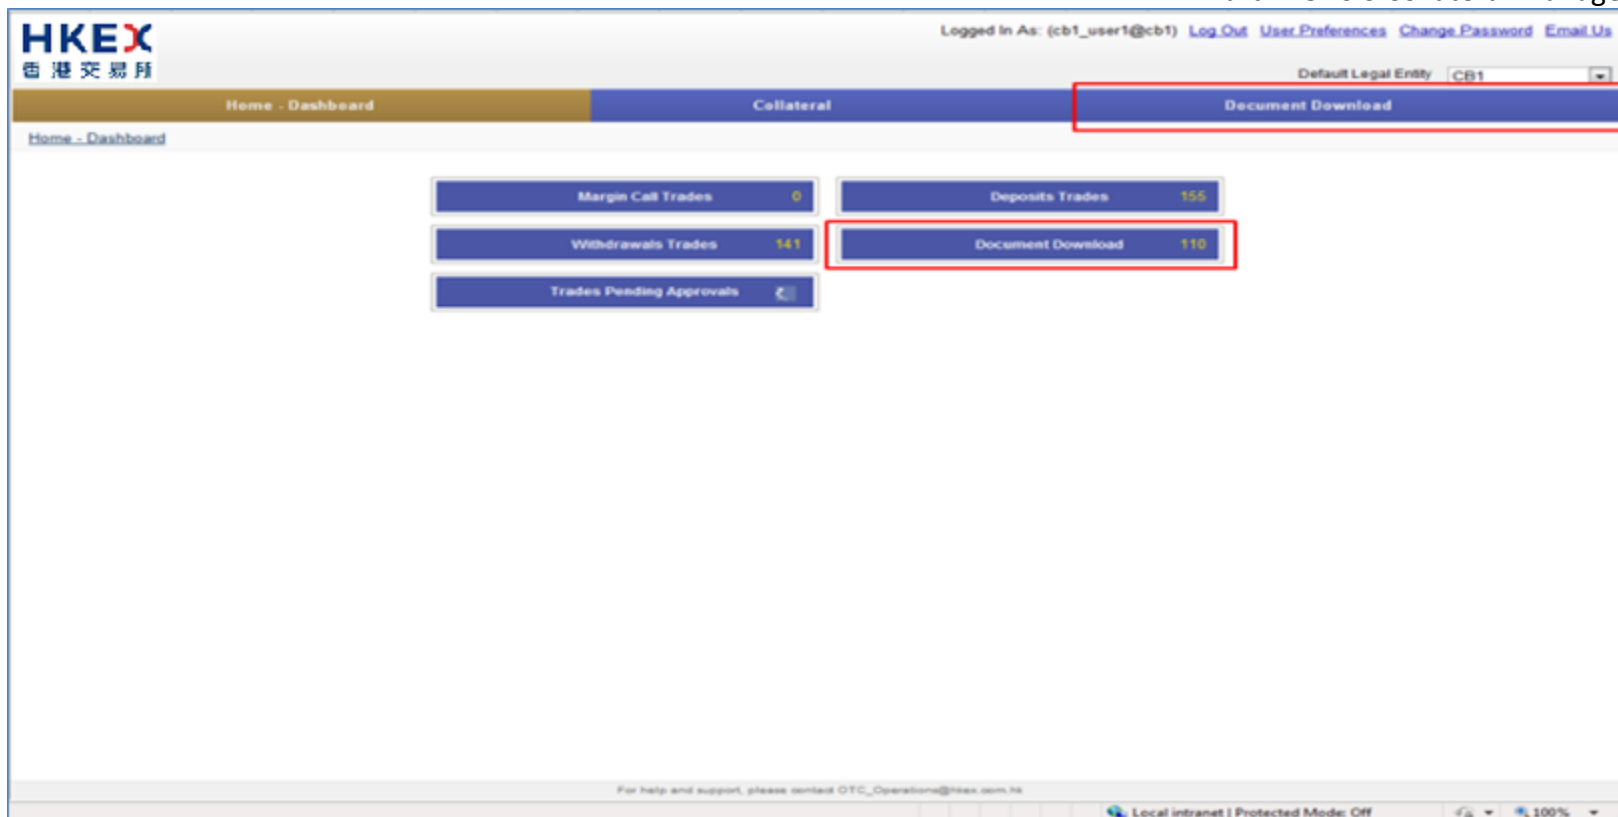 HKEX
香港交易所
Logged In As: (cb1_user1@cb1) Log Out User Preferences Change Password Email Us
Default Legal Entity CB1
Home - Dashboard Collateral Document Download
Home - Dashboard
Margin Call Trades 0 Deposits Trades 155
Withdrawals Trades 141 Document Download 110
Trades Pending Approvals
For help and support, please contact OTC_Operations@hkex.com.hk
Local intranet | Protected Mode: Off 100%